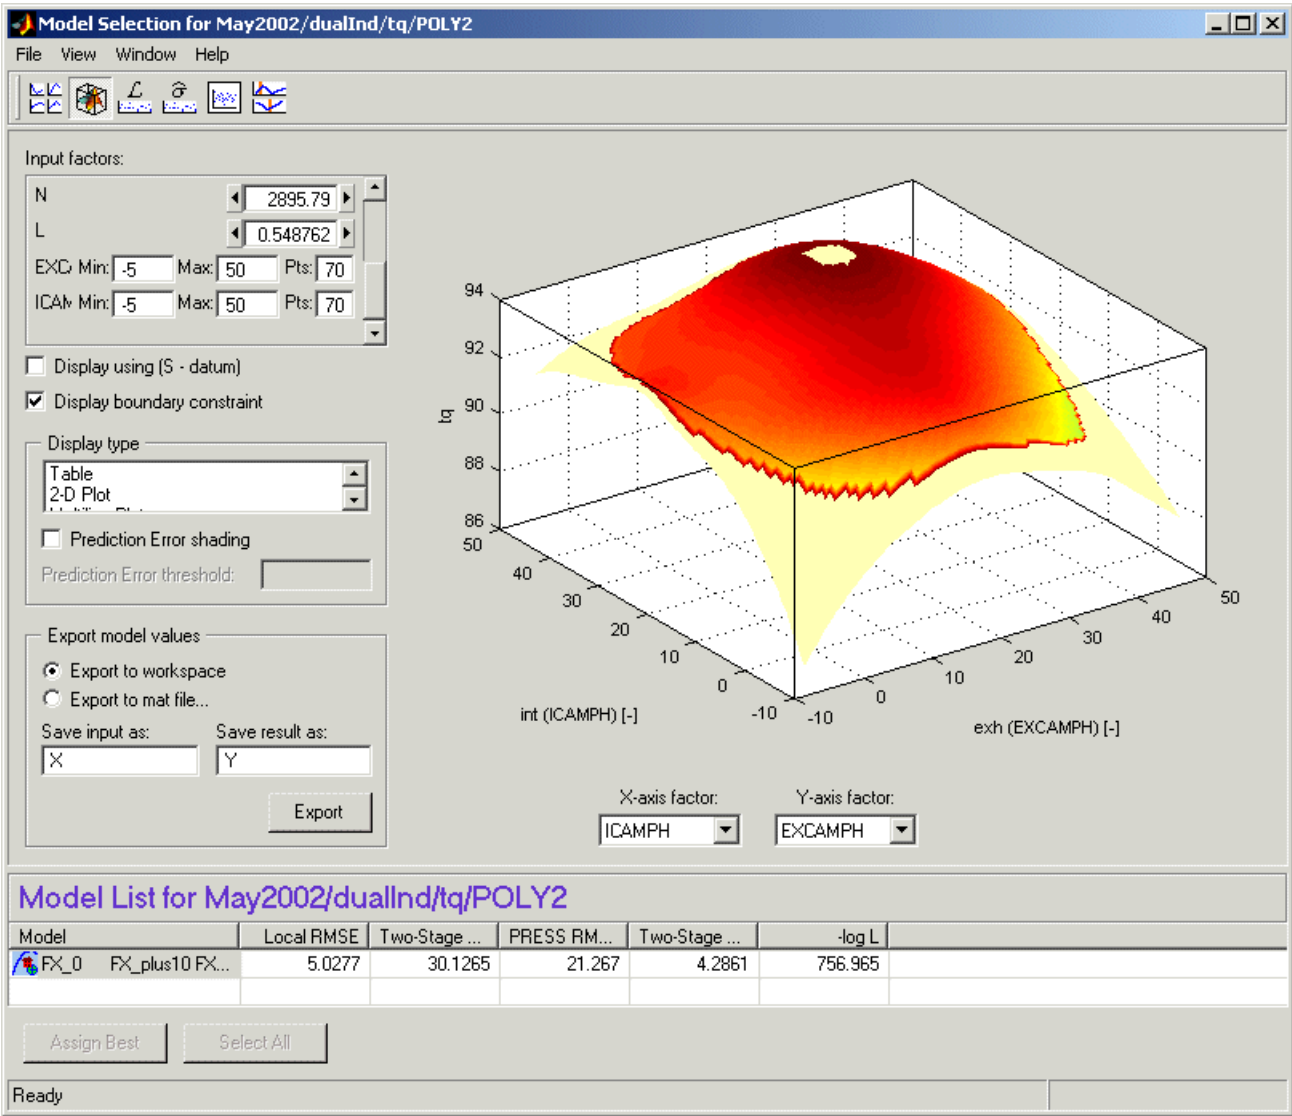 Model Selection for May2002/dualInd/tq/POLY2
File View Window Help
Input factors:
N 2895.79
L 0.548762
EXC Min: -5 Max: 50 Pts: 70
ICAM Min: -5 Max: 50 Pts: 70
Display using (S - datum)
Display boundary constraint
Display type
Table
2-D Plot
Prediction Error shading
Prediction Error threshold:
Export model values
Export to workspace
Export to mat file...
Save input as: Save result as:
X Y
Export
94
92
90
88
86
tq
50
40
30
20
10
0
-10
int (ICAMPH) [-]
-10
0
10
20
30
40
50
exh (EXCAMPH) [-]
X-axis factor: Y-axis factor:
ICAMPH EXCAMPH
Model List for May2002/dualInd/tq/POLY2
Model Local RMSE Two-Stage ... PRESS RM... Two-Stage ... -log L
FX_0 FX_plus10 FX... 5.0277 30.1265 21.267 4.2861 756.965
Assign Best Select All
Ready